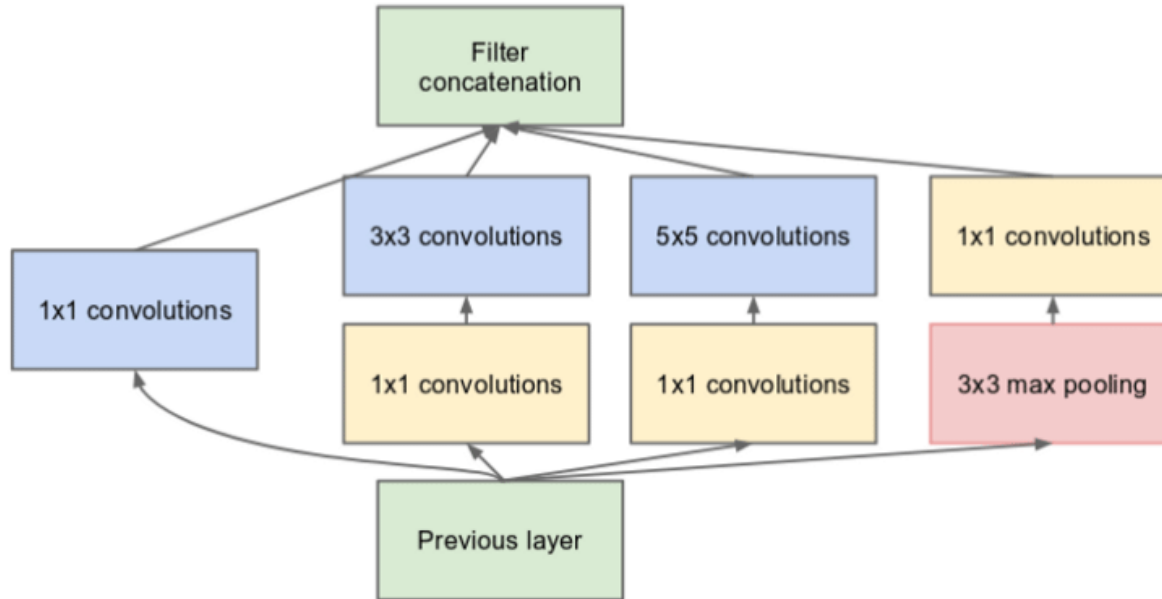 Filter
concatenation
3x3 convolutions
5x5 convolutions
1x1 convolutions
1x1 convolutions
1x1 convolutions
1x1 convolutions
3x3 max pooling
Previous layer